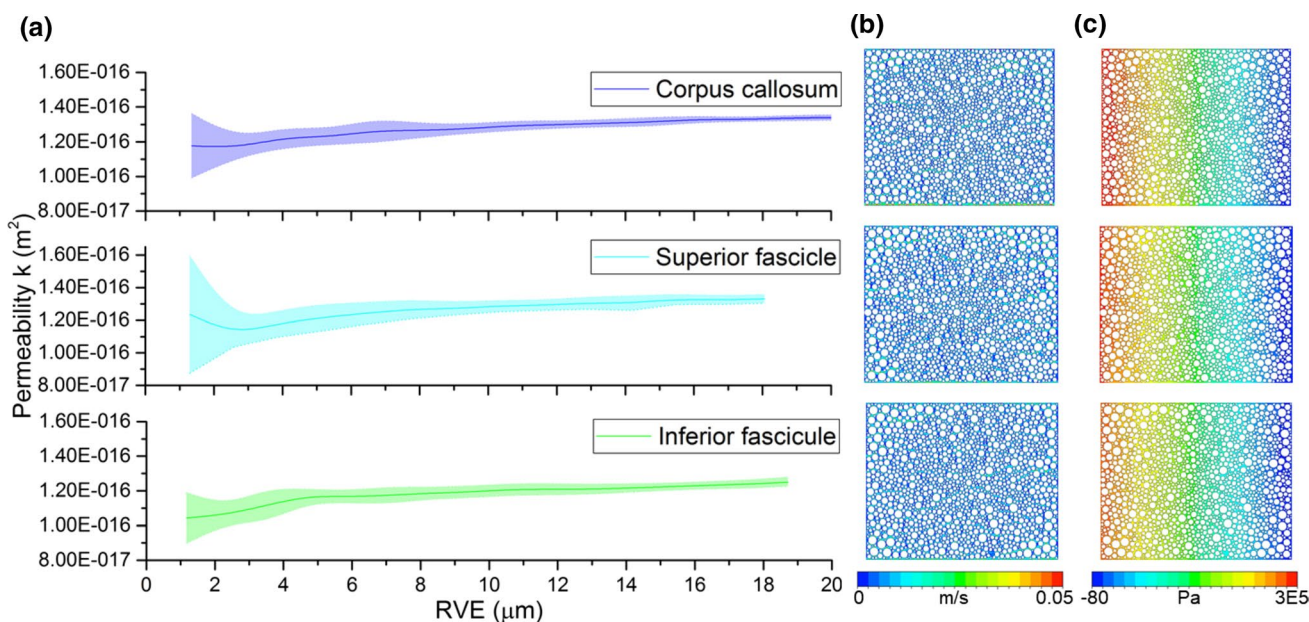 (a)
(b)
(c)
Permeability k (m²)
1.60E-016
1.40E-016
1.20E-016
1.00E-016
8.00E-017
Corpus callosum
1.60E-016
1.40E-016
1.20E-016
1.00E-016
8.00E-017
Superior fascicle
1.60E-016
1.40E-016
1.20E-016
1.00E-016
8.00E-017
Inferior fascicule
0 2 4 6 8 10 12 14 16 18 20
RVE (μm)
0 m/s 0.05
-80 Pa 3E5